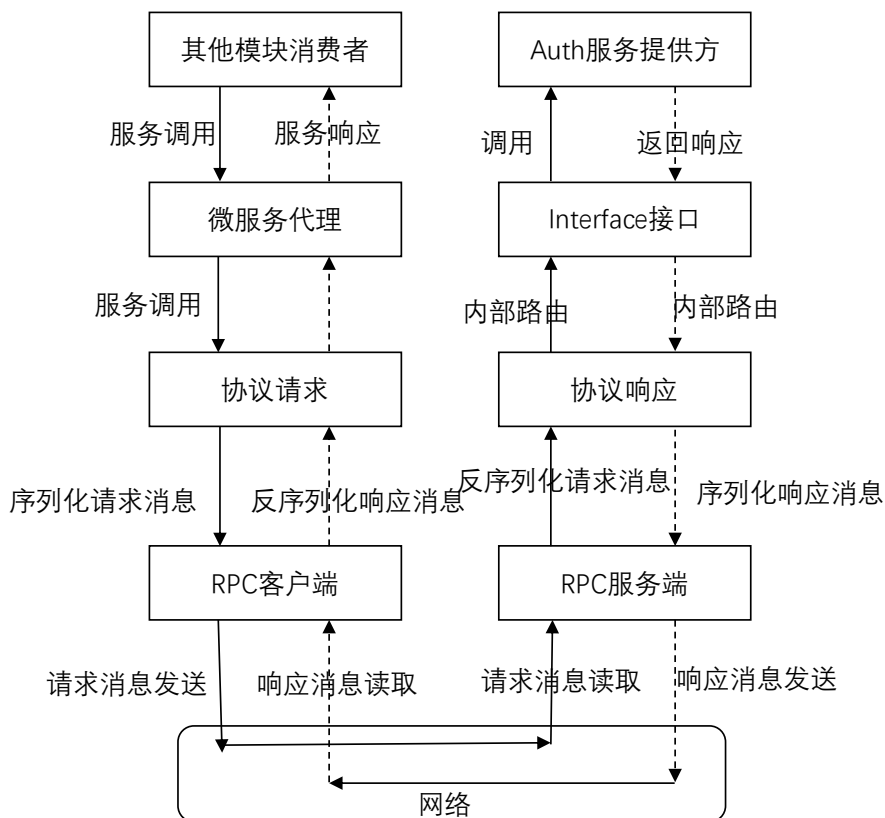 其他模块消费者
Auth服务提供方
服务调用
服务响应
调用
返回响应
微服务代理
Interface接口
服务调用
内部路由
内部路由
协议请求
协议响应
序列化请求消息
反序列化响应消息
反序列化请求消息
序列化响应消息
RPC客户端
RPC服务端
请求消息发送
响应消息读取
请求消息读取
响应消息发送
网络